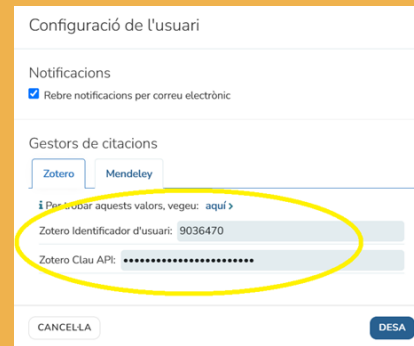 Configuració de l'usuari
Notificacions
Rebre notificacions per correu electrònic
Gestors de citacions
Zotero Mendeley
i Per trobar aquests valors, vegeu: aquí >
Zotero Identificador d'usuari: 9036470
Zotero Clau API: ••••••••••••••••••••••••
CANCEL·LA DESA